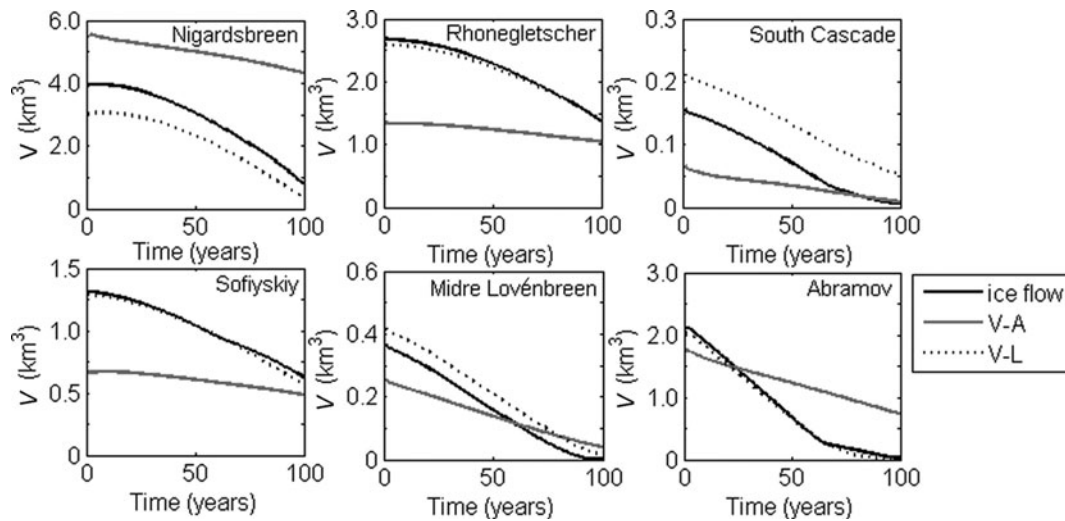 Nigardsbreen
V (km³)
6.0
4.0
2.0
0
0 50 100
Time (years)
Rhonegletscher
V (km³)
3.0
2.0
1.0
0
0 50 100
Time (years)
South Cascade
V (km³)
0.3
0.2
0.1
0
0 50 100
Time (years)
Sofiyskiy
V (km³)
1.5
1.0
0.5
0
0 50 100
Time (years)
Midre Lovénbreen
V (km³)
0.6
0.4
0.2
0
0 50 100
Time (years)
Abramov
V (km³)
3.0
2.0
1.0
0
0 50 100
Time (years)
ice flow
V-A
V-L